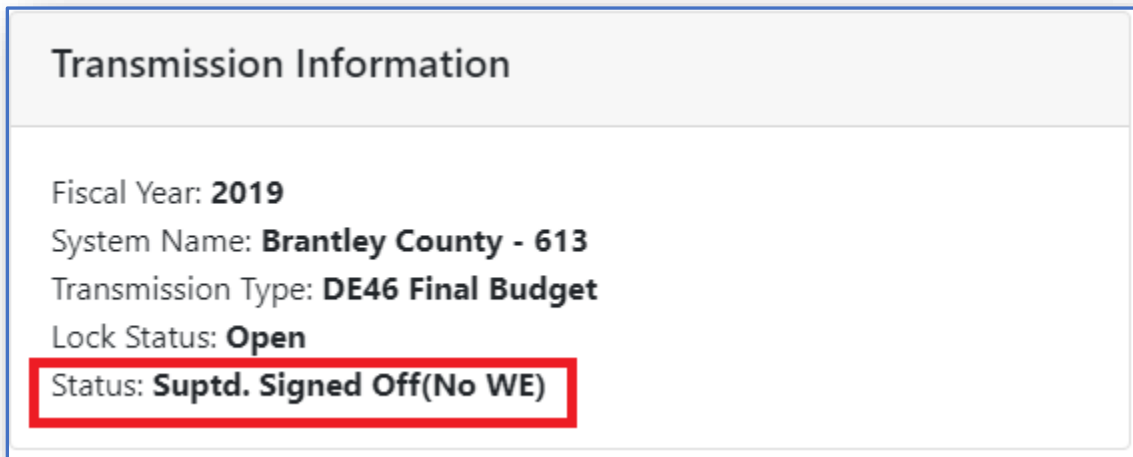 Transmission Information
Fiscal Year: 2019
System Name: Brantley County - 613
Transmission Type: DE46 Final Budget
Lock Status: Open
Status: Suptd. Signed Off(No WE)